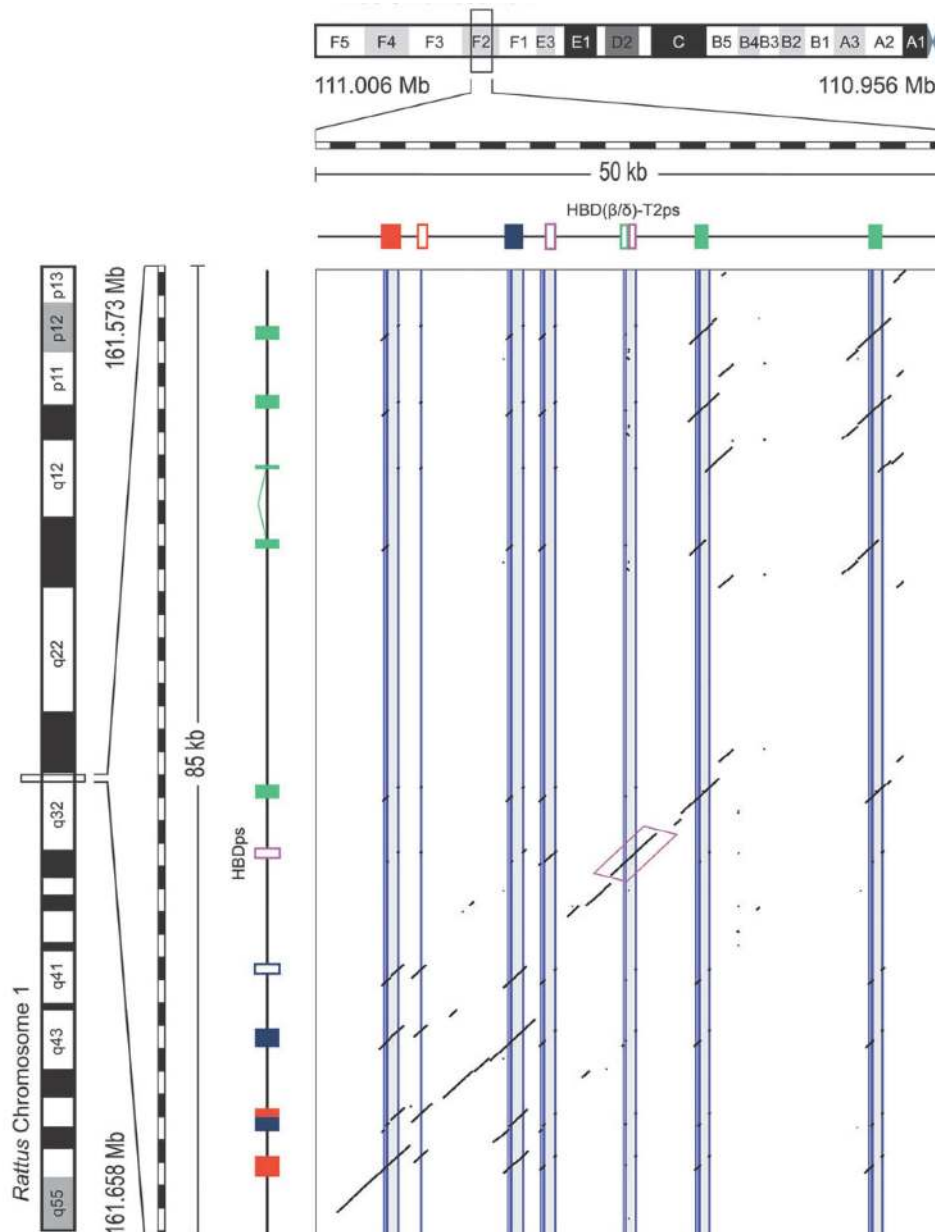 F5 F4 F3 F2 F1 E3 E1 D2 C B5 B4 B3 B2 B1 A3 A2 A1
111.006 Mb 110.956 Mb
50 kb
HBD(β/δ)-T2ps
p13
p12
p11
q12
q22
q32
q41
q43
q55
Rattus Chromosome 1
161.573 Mb
161.658 Mb
85 kb
HBDps